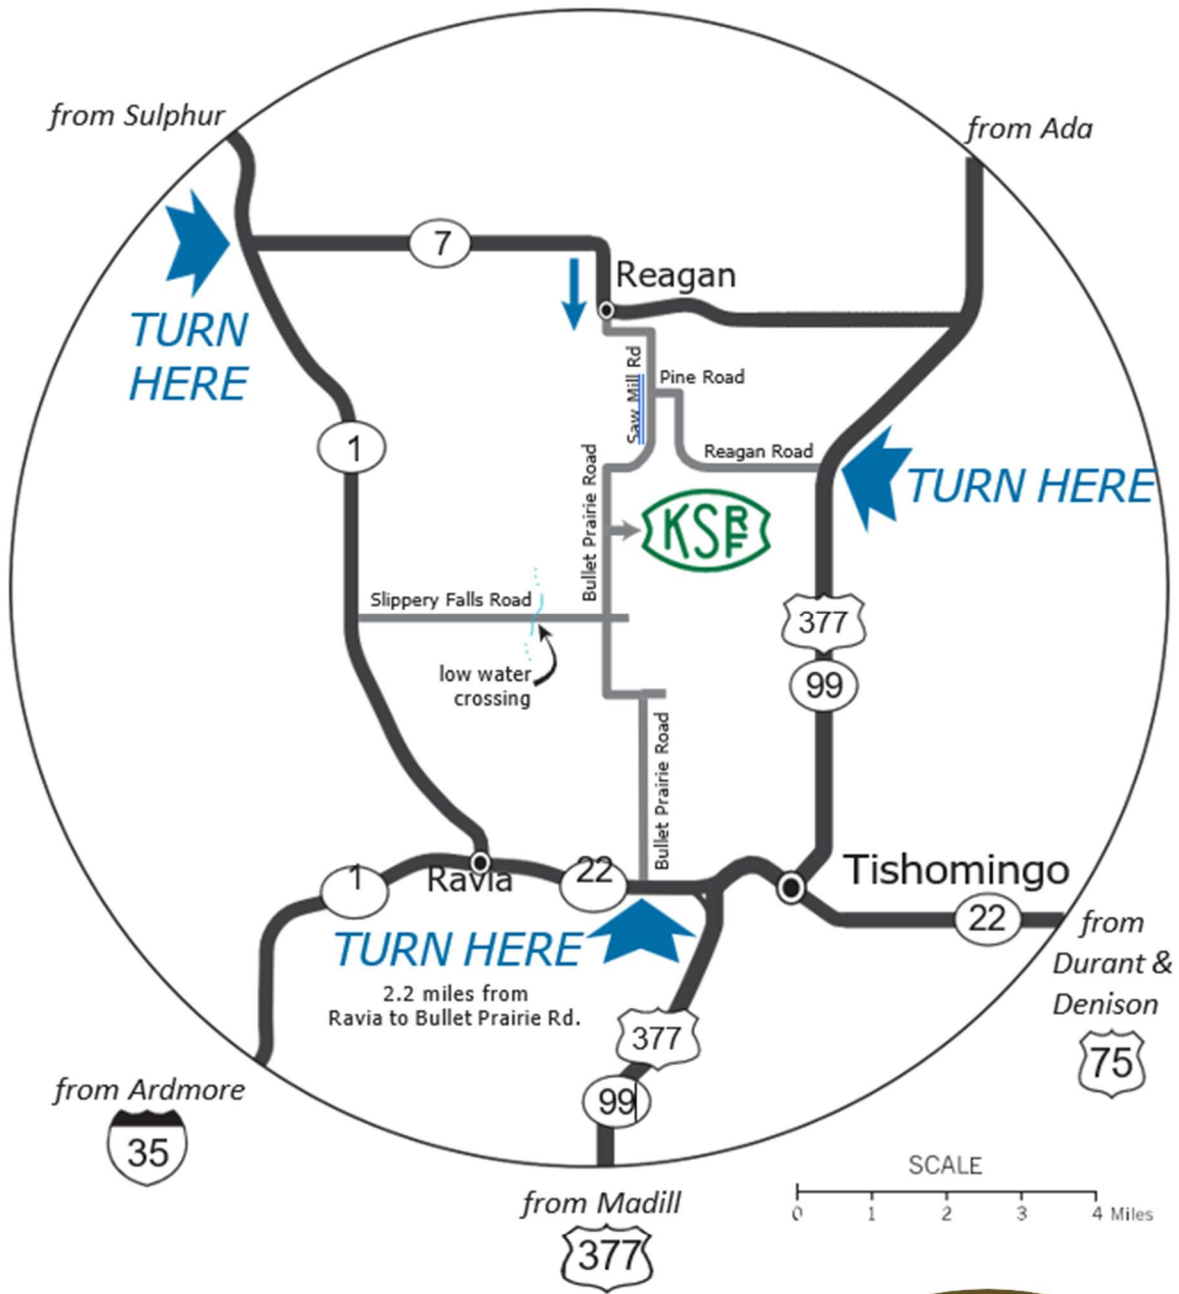 from Sulphur
from Ada
7
Reagan
TURN
HERE
Saw Mill Rd
Pine Road
1
Reagan Road
Bullet Prairie Road
TURN HERE
KSRF
Slippery Falls Road
377
low water
crossing
99
Bullet Prairie Road
1
Ravia
22
Tishomingo
22
from
Durant &
Denison
75
TURN HERE
2.2 miles from
Ravia to Bullet Prairie Rd.
377
99
from Ardmore
35
from Madill
377
SCALE
0 1 2 3 4 Miles